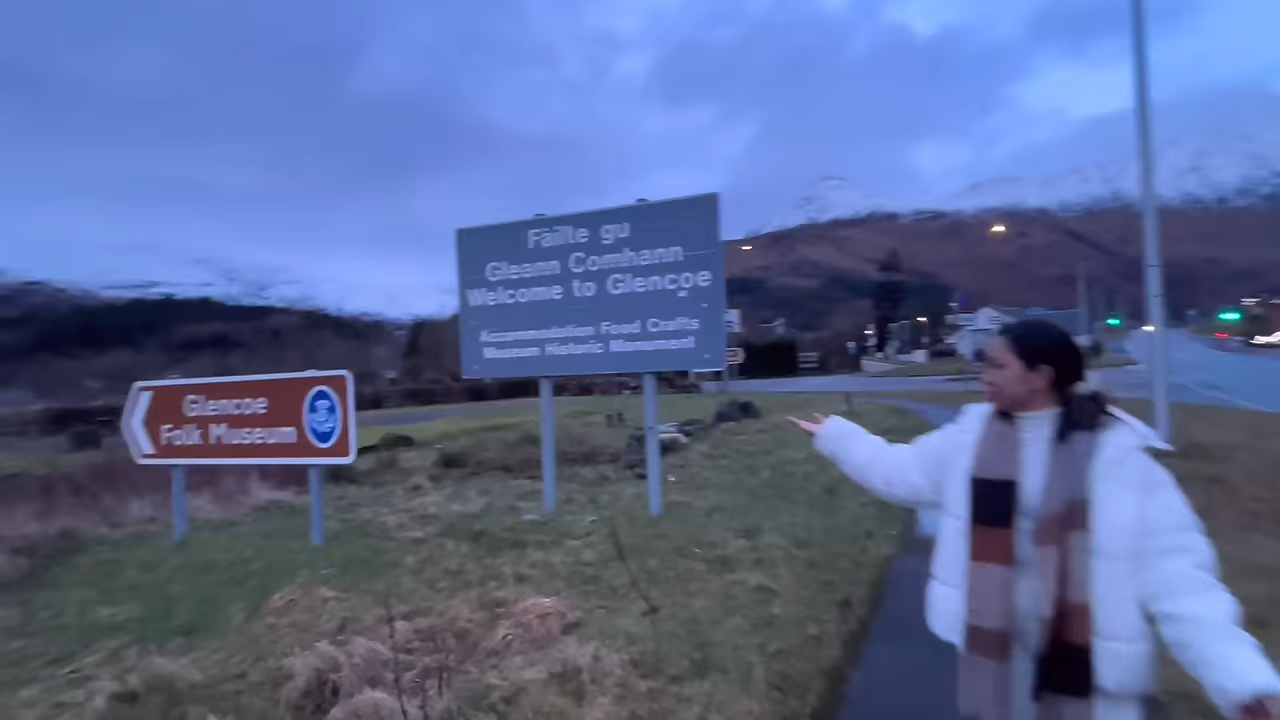 Fàilte gu
Gleann Comhann
Welcome to Glencoe
Accommodation Food Crafts
Museum Historic Monument
Glencoe
Folk Museum